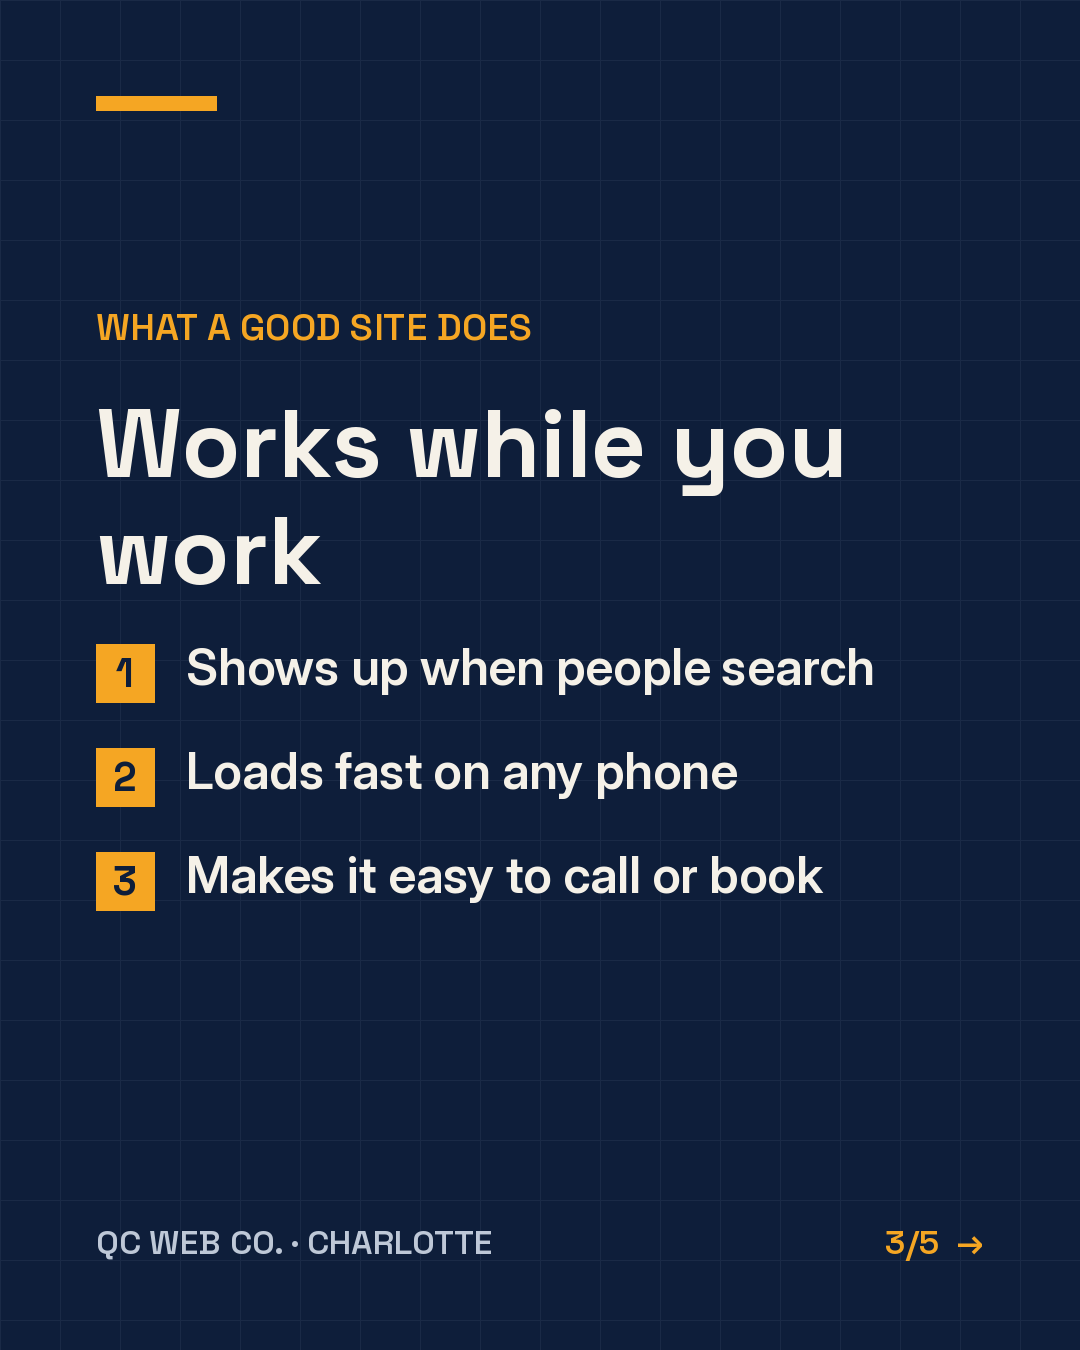 WHAT A GOOD SITE DOES
Works while you
work
1 Shows up when people search
2 Loads fast on any phone
3 Makes it easy to call or book
QC WEB CO. · CHARLOTTE
3/5 →